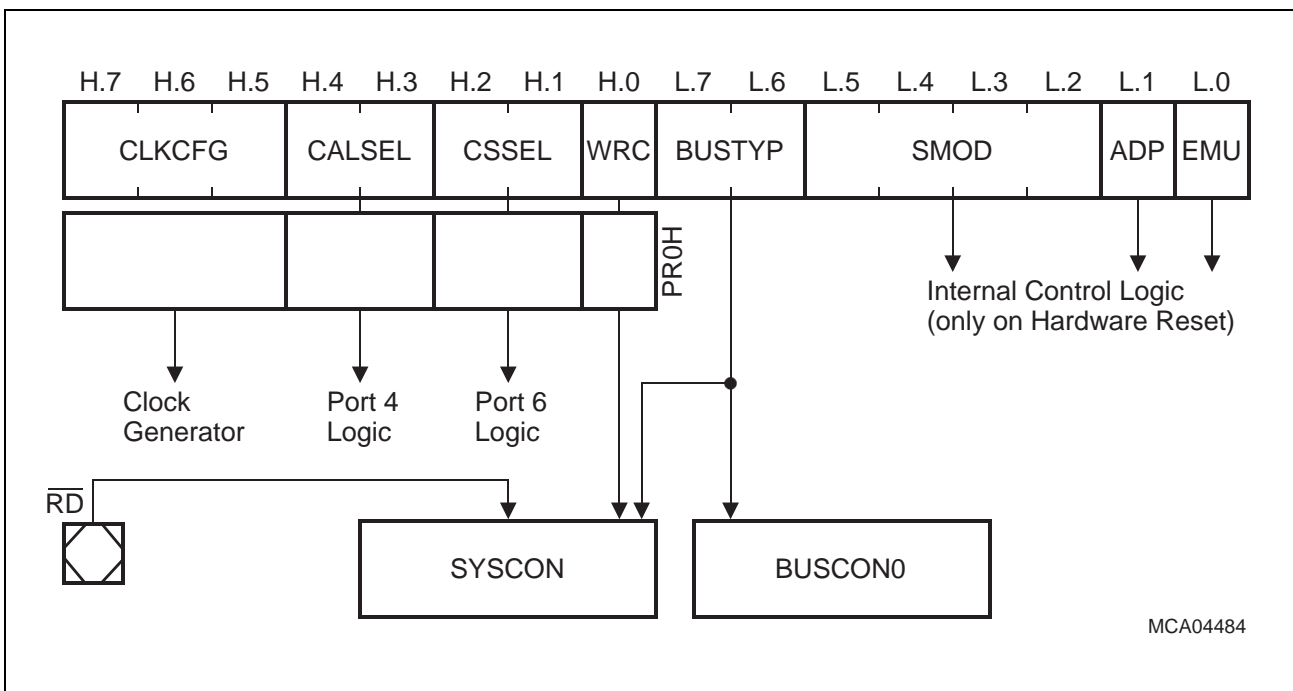 H.7 H.6 H.5 H.4 H.3 H.2 H.1 H.0 L.7 L.6 L.5 L.4 L.3 L.2 L.1 L.0
CLKCFG CALSEL CSSEL WRC BUSTYP SMOD ADP EMU
PR0H
Internal Control Logic
(only on Hardware Reset)
Clock
Generator
Port 4
Logic
Port 6
Logic
RD
SYSCON
BUSCON0
MCA04484